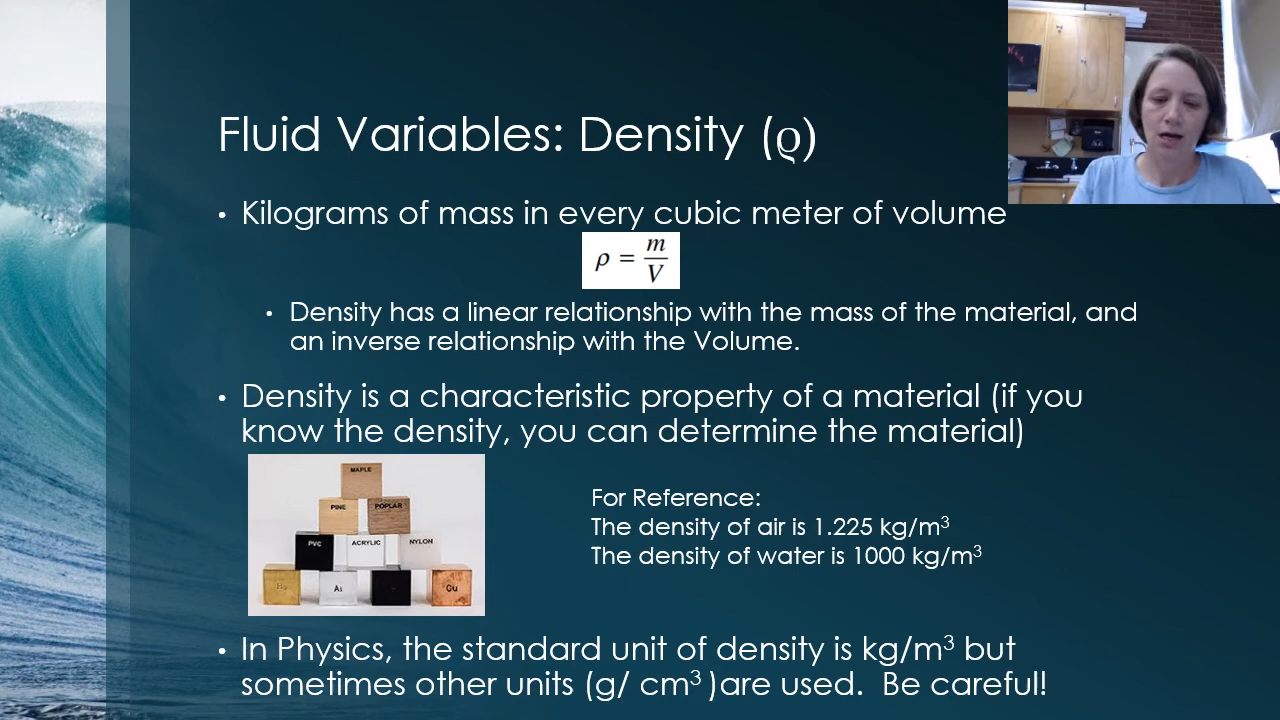 Fluid Variables: Density (ϱ)
• Kilograms of mass in every cubic meter of volume
ρ = m/V
• Density has a linear relationship with the mass of the material, and
an inverse relationship with the Volume.
• Density is a characteristic property of a material (if you
know the density, you can determine the material)
MAPLE
PINE POPLAR
PVC ACRYLIC NYLON
Al Cu
For Reference:
The density of air is 1.225 kg/m³
The density of water is 1000 kg/m³
• In Physics, the standard unit of density is kg/m³ but
sometimes other units (g/ cm³ )are used. Be careful!